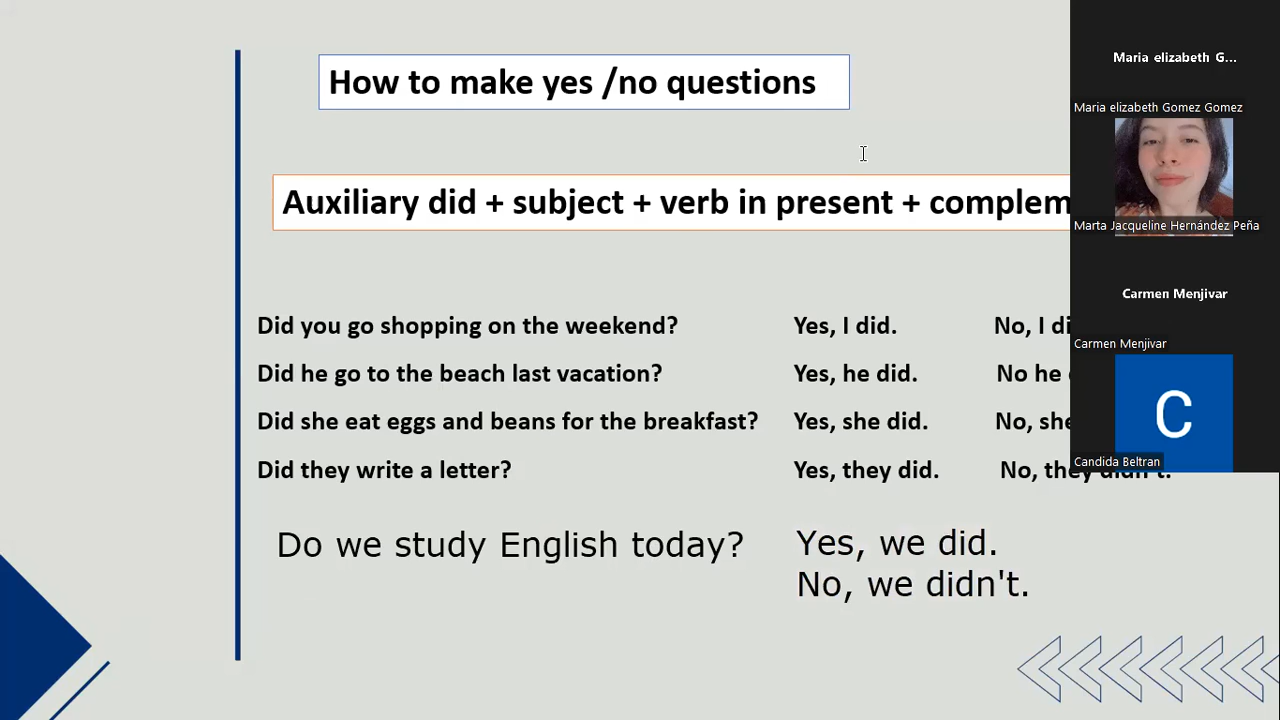 How to make yes /no questions
Auxiliary did + subject + verb in present + complem
Did you go shopping on the weekend? Yes, I did. No, I di
Did he go to the beach last vacation? Yes, he did. No he
Did she eat eggs and beans for the breakfast? Yes, she did. No, she
Did they write a letter? Yes, they did. No, they didn't.
Do we study English today? Yes, we did.
No, we didn't.
Maria elizabeth G...
Maria elizabeth Gomez Gomez
Marta Jacqueline Hernández Peña
Carmen Menjivar
Carmen Menjivar
C
Candida Beltran